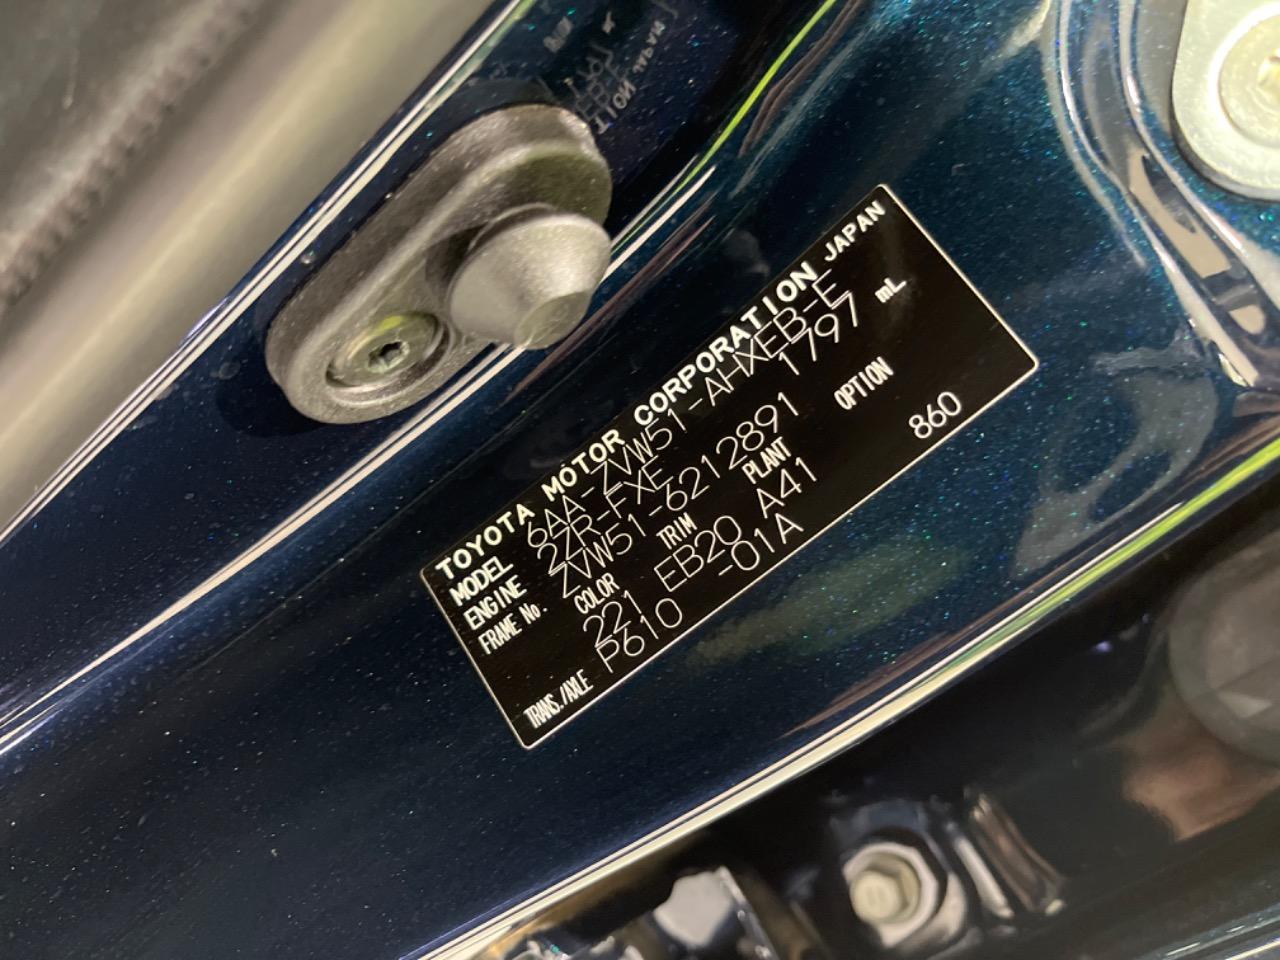 TOYOTA MOTOR CORPORATION JAPAN
MODEL 6AA-ZVW51-AHXEB-E
ENGINE 2ZR-FXE 1797 mL
FRAME No. ZVW51-6212891
COLOR TRIM PLANT OPTION
221 EB20 A41 860
TRANS./AXLE P610 -01A